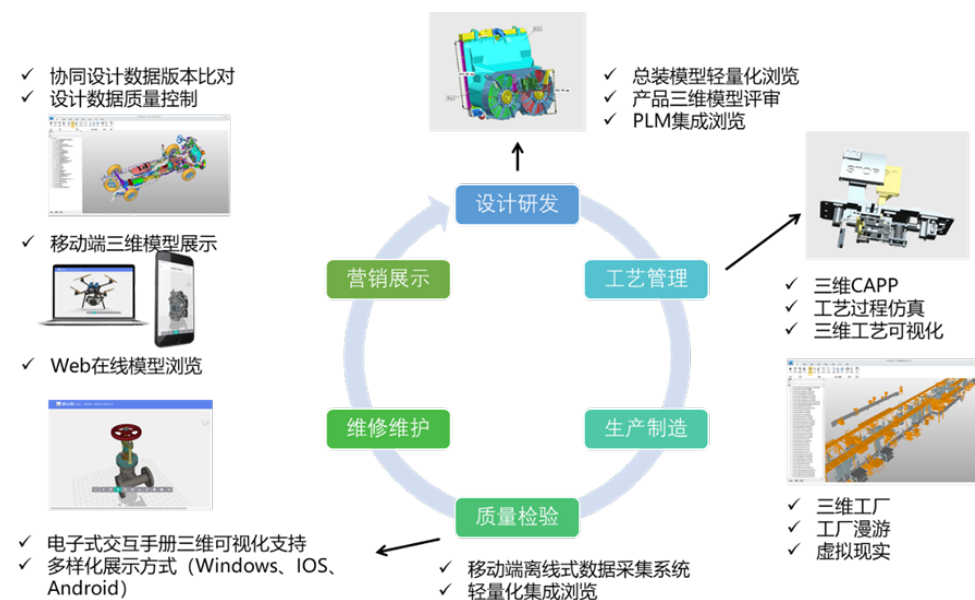 协同设计数据版本比对
设计数据质量控制
总装模型轻量化浏览
产品三维模型评审
PLM集成浏览
设计研发
移动端三维模型展示
营销展示
工艺管理
三维CAPP
工艺过程仿真
三维工艺可视化
Web在线模型浏览
维修维护
生产制造
质量检验
三维工厂
工厂漫游
虚拟现实
电子式交互手册三维可视化支持
多样化展示方式（Windows、IOS、
Android）
移动端离线式数据采集系统
轻量化集成浏览